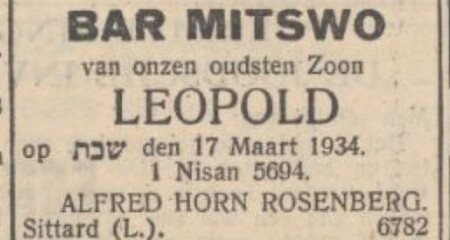 BAR MITSWO
van onzen oudsten Zoon
LEOPOLD
op שבת den 17 Maart 1934.
1 Nisan 5694.
ALFRED HORN ROSENBERG.
Sittard (L.). 6782